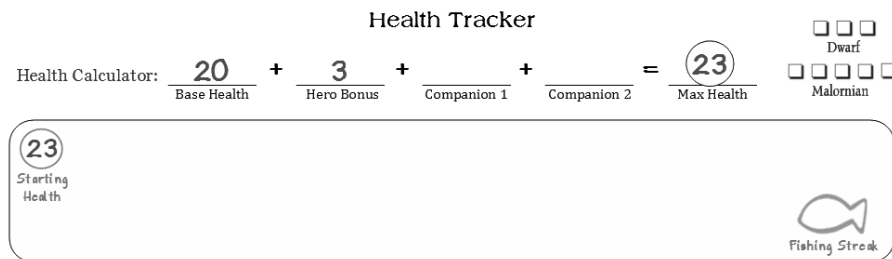 Health Tracker
Health Calculator: 20 + 3 + + = 23
Base Health Hero Bonus Companion 1 Companion 2 Max Health
Dwarf
Malornian
23
Starting
Health
Fishing Streak